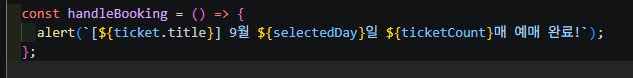 const handleBooking = () => {
  alert(`[${ticket.title}] 9월 ${selectedDay}일 ${ticketCount}매 예매 완료!`);
};